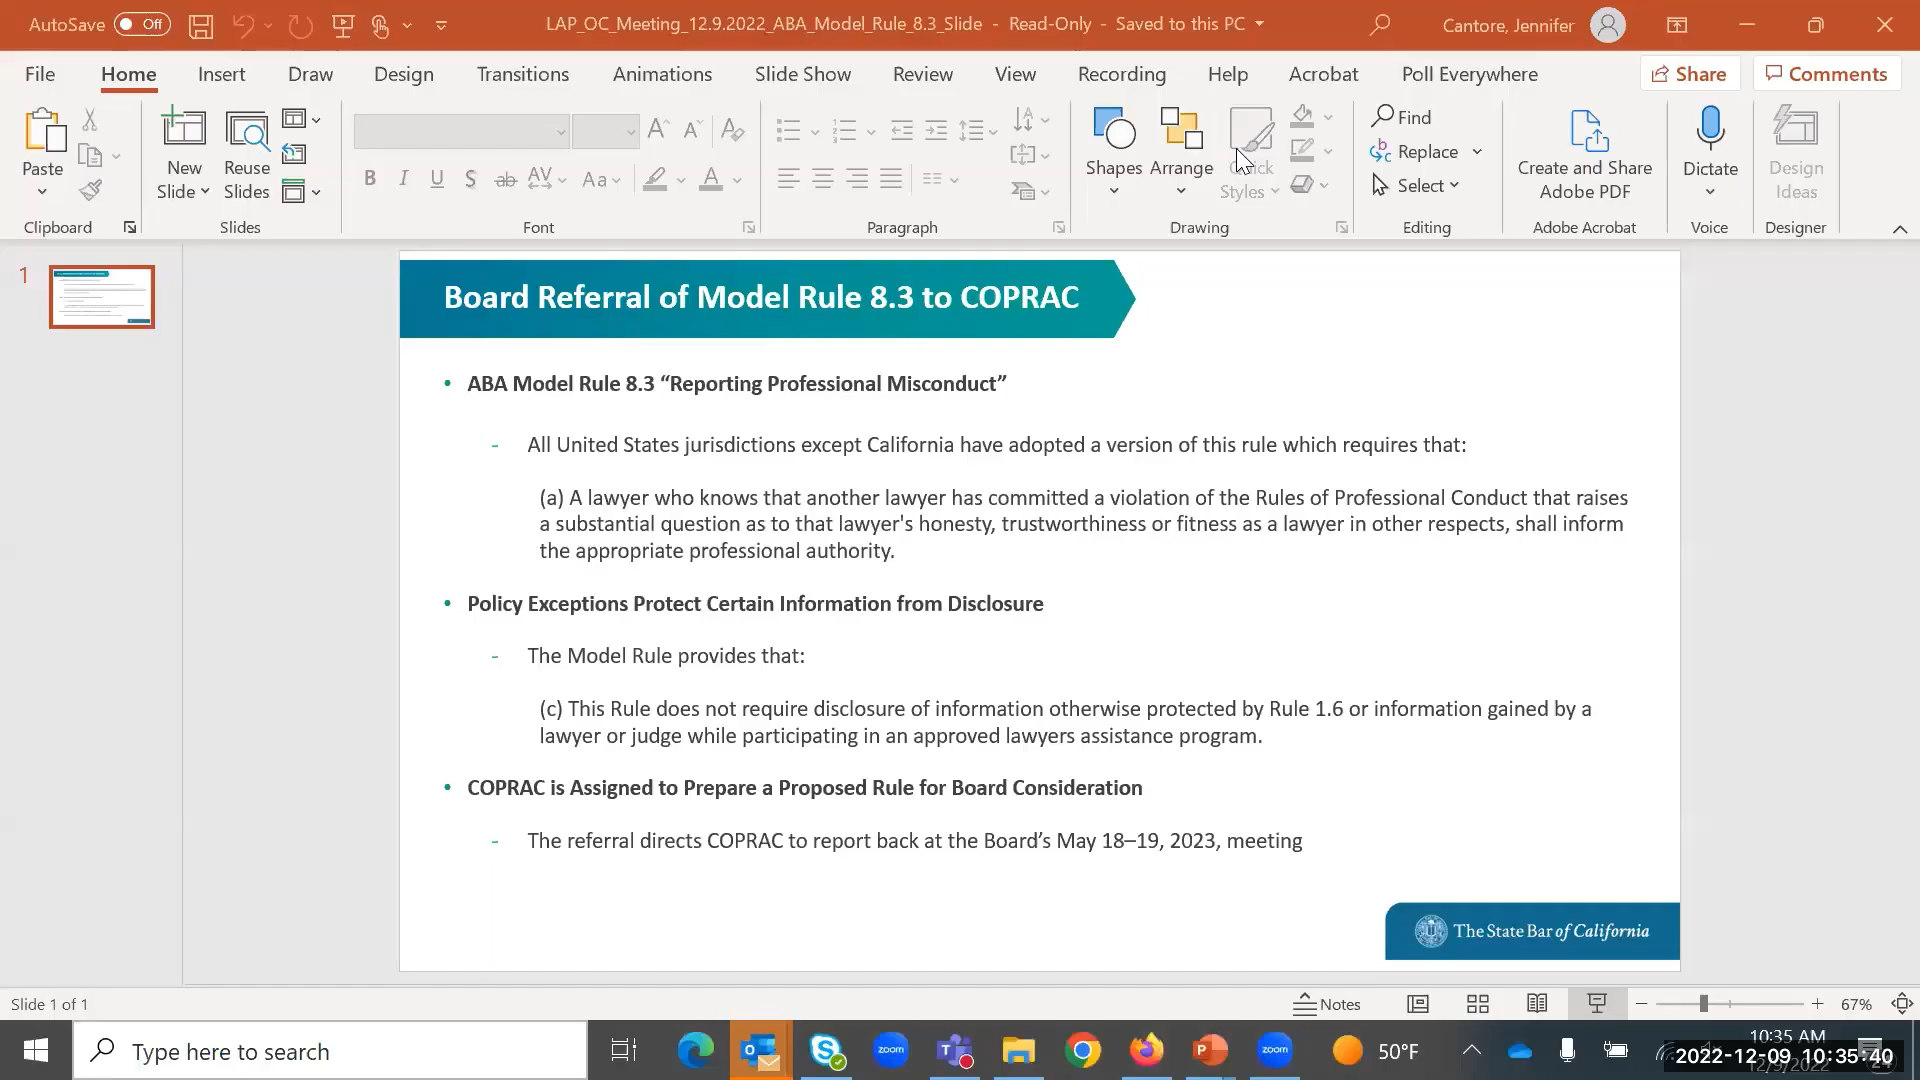 AutoSave Off
LAP_OC_Meeting_12.9.2022_ABA_Model_Rule_8.3_Slide - Read-Only - Saved to this PC
Cantore, Jennifer
File Home Insert Draw Design Transitions Animations Slide Show Review View Recording Help Acrobat Poll Everywhere
Share Comments
Paste
New Slide
Reuse Slides
Shapes Arrange Quick Styles
Find
Replace
Select
Create and Share Adobe PDF
Dictate
Design Ideas
Clipboard Slides Font Paragraph Drawing Editing Adobe Acrobat Voice Designer
1
Board Referral of Model Rule 8.3 to COPRAC
• ABA Model Rule 8.3 “Reporting Professional Misconduct”
- All United States jurisdictions except California have adopted a version of this rule which requires that:
(a) A lawyer who knows that another lawyer has committed a violation of the Rules of Professional Conduct that raises
a substantial question as to that lawyer's honesty, trustworthiness or fitness as a lawyer in other respects, shall inform
the appropriate professional authority.
• Policy Exceptions Protect Certain Information from Disclosure
- The Model Rule provides that:
(c) This Rule does not require disclosure of information otherwise protected by Rule 1.6 or information gained by a
lawyer or judge while participating in an approved lawyers assistance program.
• COPRAC is Assigned to Prepare a Proposed Rule for Board Consideration
- The referral directs COPRAC to report back at the Board’s May 18–19, 2023, meeting
The State Bar of California
Slide 1 of 1
Notes
67%
Type here to search
zoom
zoom
50°F
10:35 AM
2022-12-09 10:35:40
12/9/2022